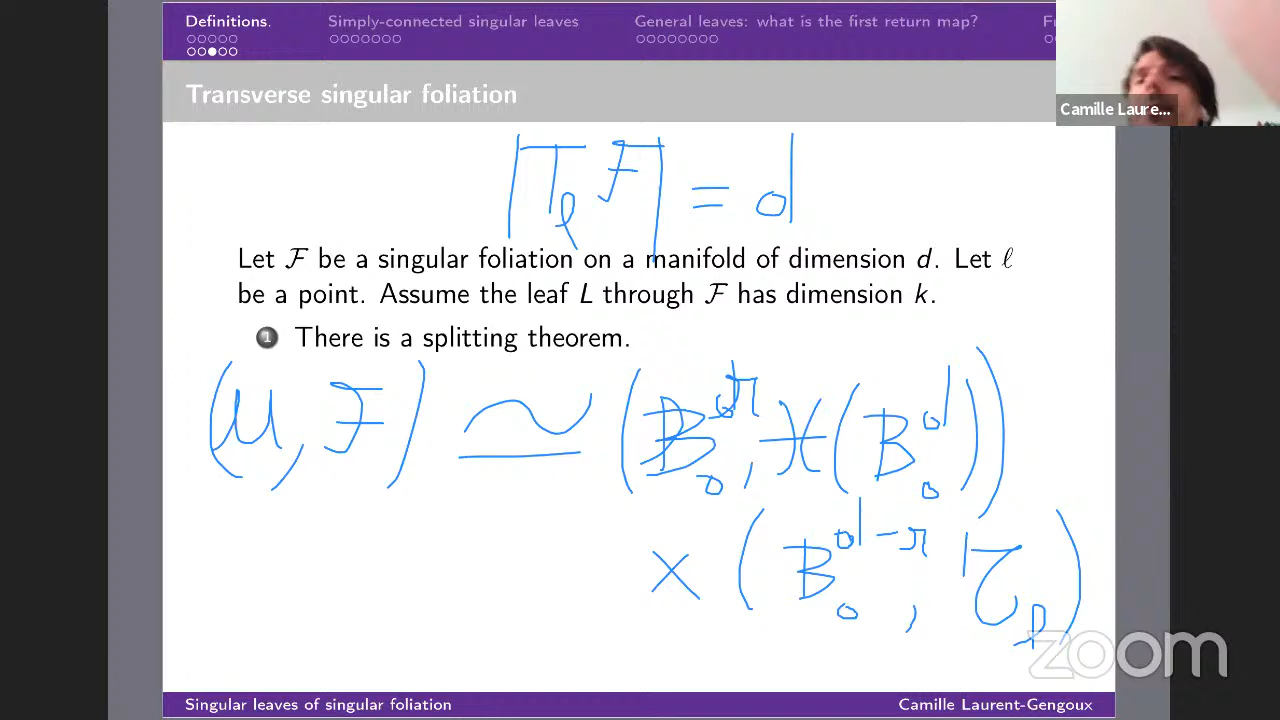 Definitions. Simply-connected singular leaves General leaves: what is the first return map?
Transverse singular foliation
Camille Laure...
|T_ℓ F| = d
Let F be a singular foliation on a manifold of dimension d. Let ℓ
be a point. Assume the leaf L through F has dimension k.
1 There is a splitting theorem.
(U, F) ≃ (B_0, X(B_0^d))
× (B_0^{d-r}, T_ℓ)
zoom
Singular leaves of singular foliation Camille Laurent-Gengoux